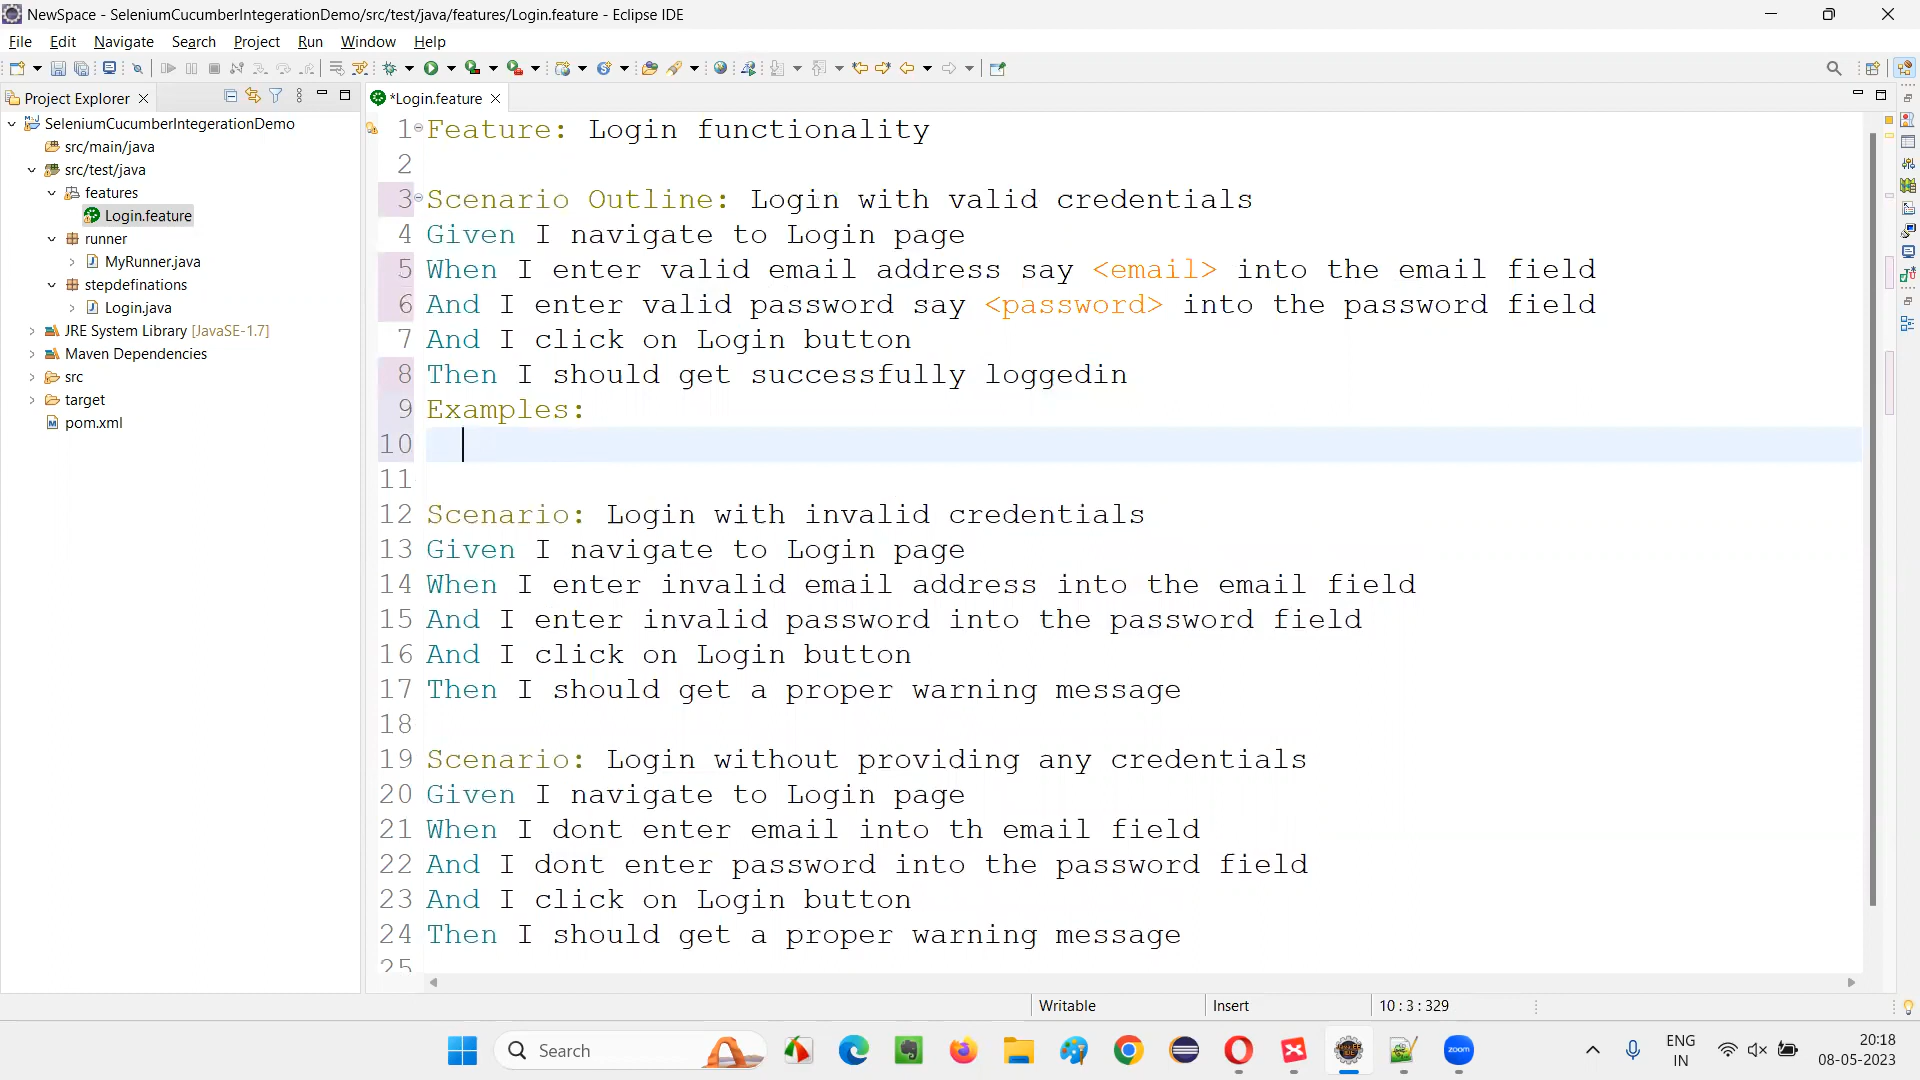 NewSpace - SeleniumCucumberIntegerationDemo/src/test/java/features/Login.feature - Eclipse IDE
File Edit Navigate Search Project Run Window Help
Project Explorer
*Login.feature
SeleniumCucumberIntegerationDemo
src/main/java
src/test/java
features
Login.feature
runner
MyRunner.java
stepdefinations
Login.java
JRE System Library [JavaSE-1.7]
Maven Dependencies
src
target
pom.xml
1 Feature: Login functionality
2
3 Scenario Outline: Login with valid credentials
4 Given I navigate to Login page
5 When I enter valid email address say <email> into the email field
6 And I enter valid password say <password> into the password field
7 And I click on Login button
8 Then I should get successfully loggedin
9 Examples:
10
11
12 Scenario: Login with invalid credentials
13 Given I navigate to Login page
14 When I enter invalid email address into the email field
15 And I enter invalid password into the password field
16 And I click on Login button
17 Then I should get a proper warning message
18
19 Scenario: Login without providing any credentials
20 Given I navigate to Login page
21 When I dont enter email into th email field
22 And I dont enter password into the password field
23 And I click on Login button
24 Then I should get a proper warning message
25
Writable Insert 10 : 3 : 329
Search
zoom
ENG
IN
20:18
08-05-2023